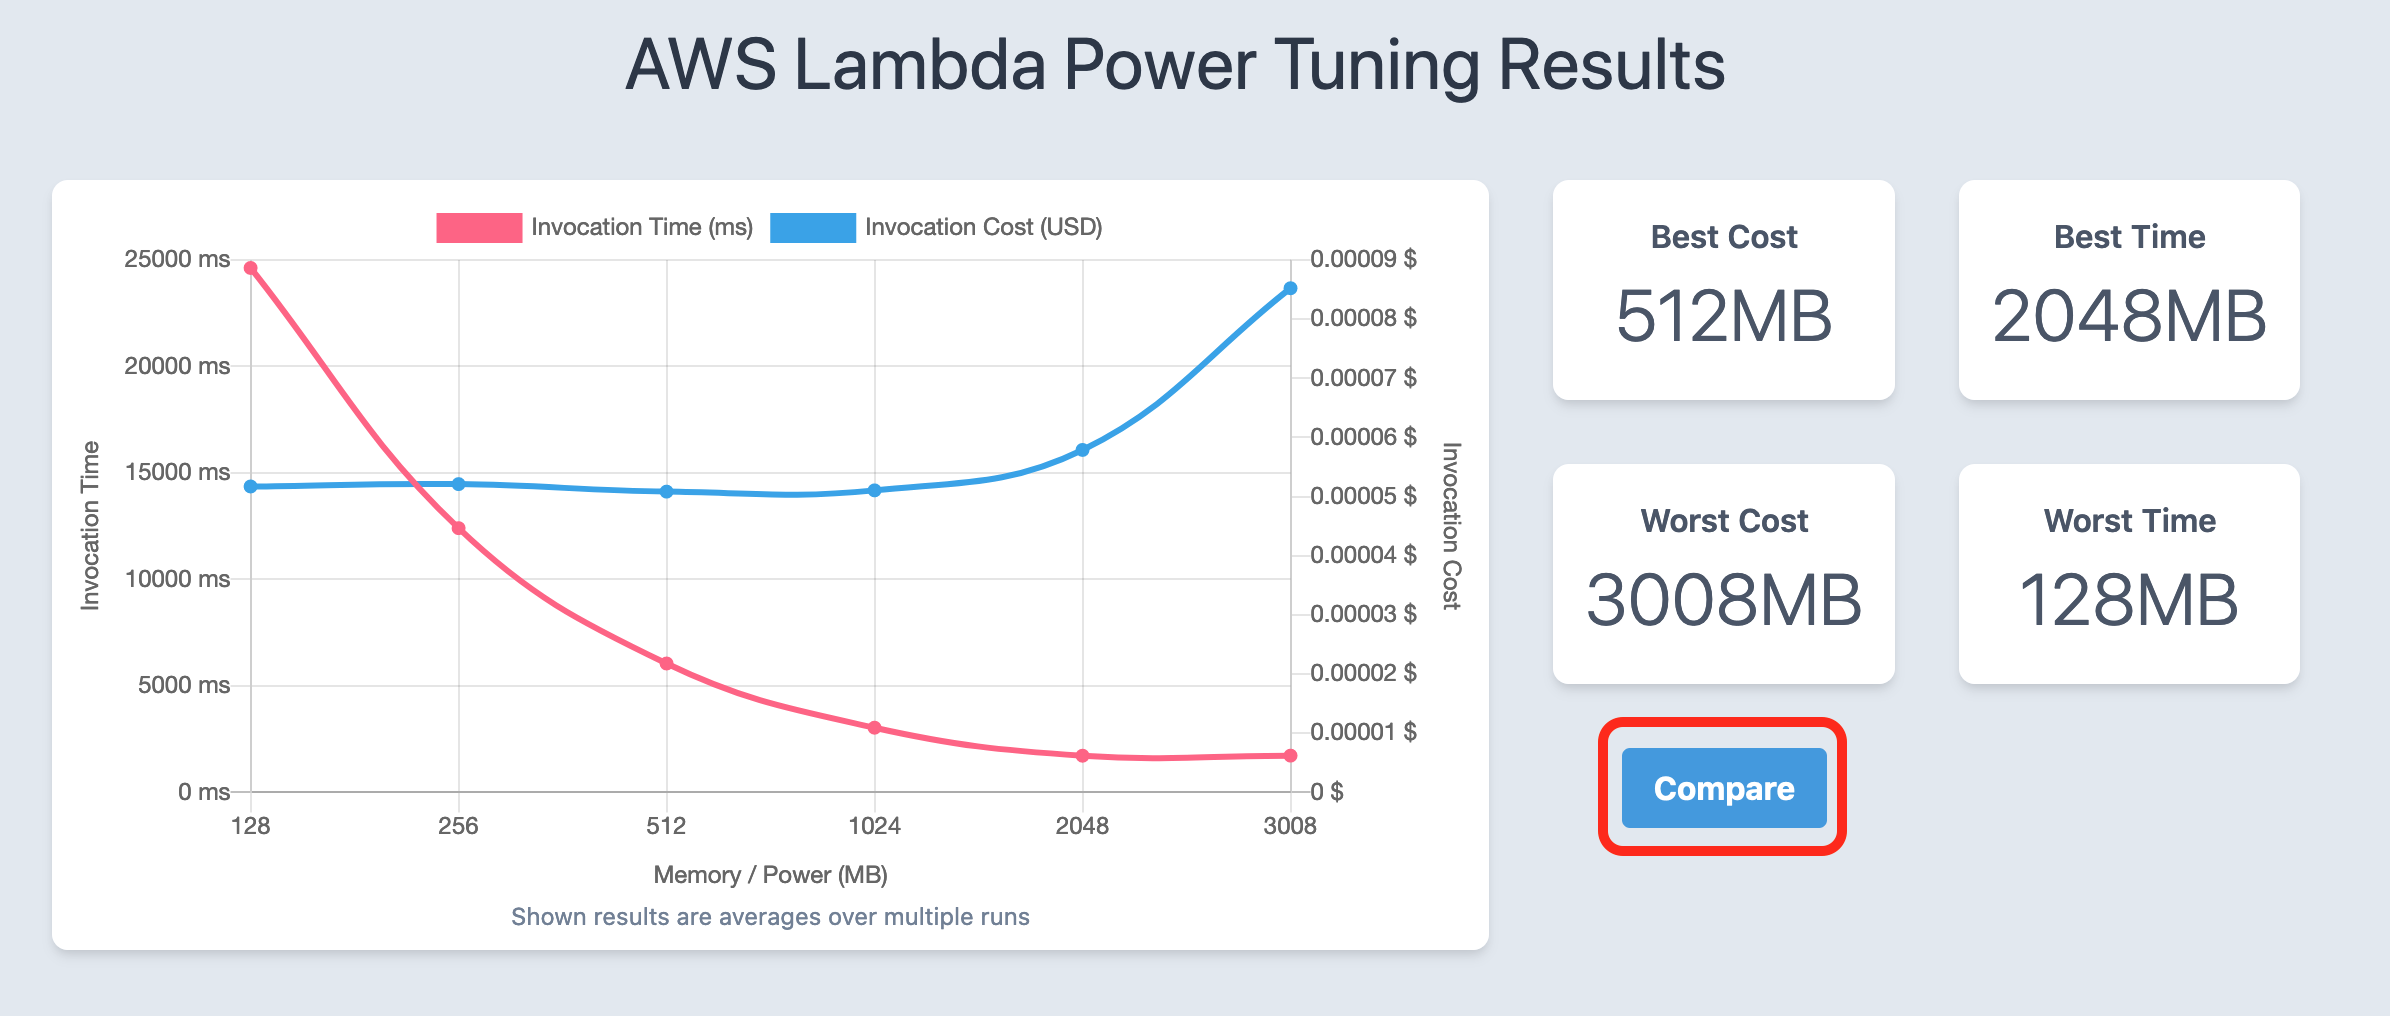 AWS Lambda Power Tuning Results
Invocation Time (ms)
Invocation Cost (USD)
25000 ms
20000 ms
15000 ms
10000 ms
5000 ms
0 ms
Invocation Time
0.00009 $
0.00008 $
0.00007 $
0.00006 $
0.00005 $
0.00004 $
0.00003 $
0.00002 $
0.00001 $
0 $
Invocation Cost
128
256
512
1024
2048
3008
Memory / Power (MB)
Shown results are averages over multiple runs
Best Cost
512MB
Best Time
2048MB
Worst Cost
3008MB
Worst Time
128MB
Compare